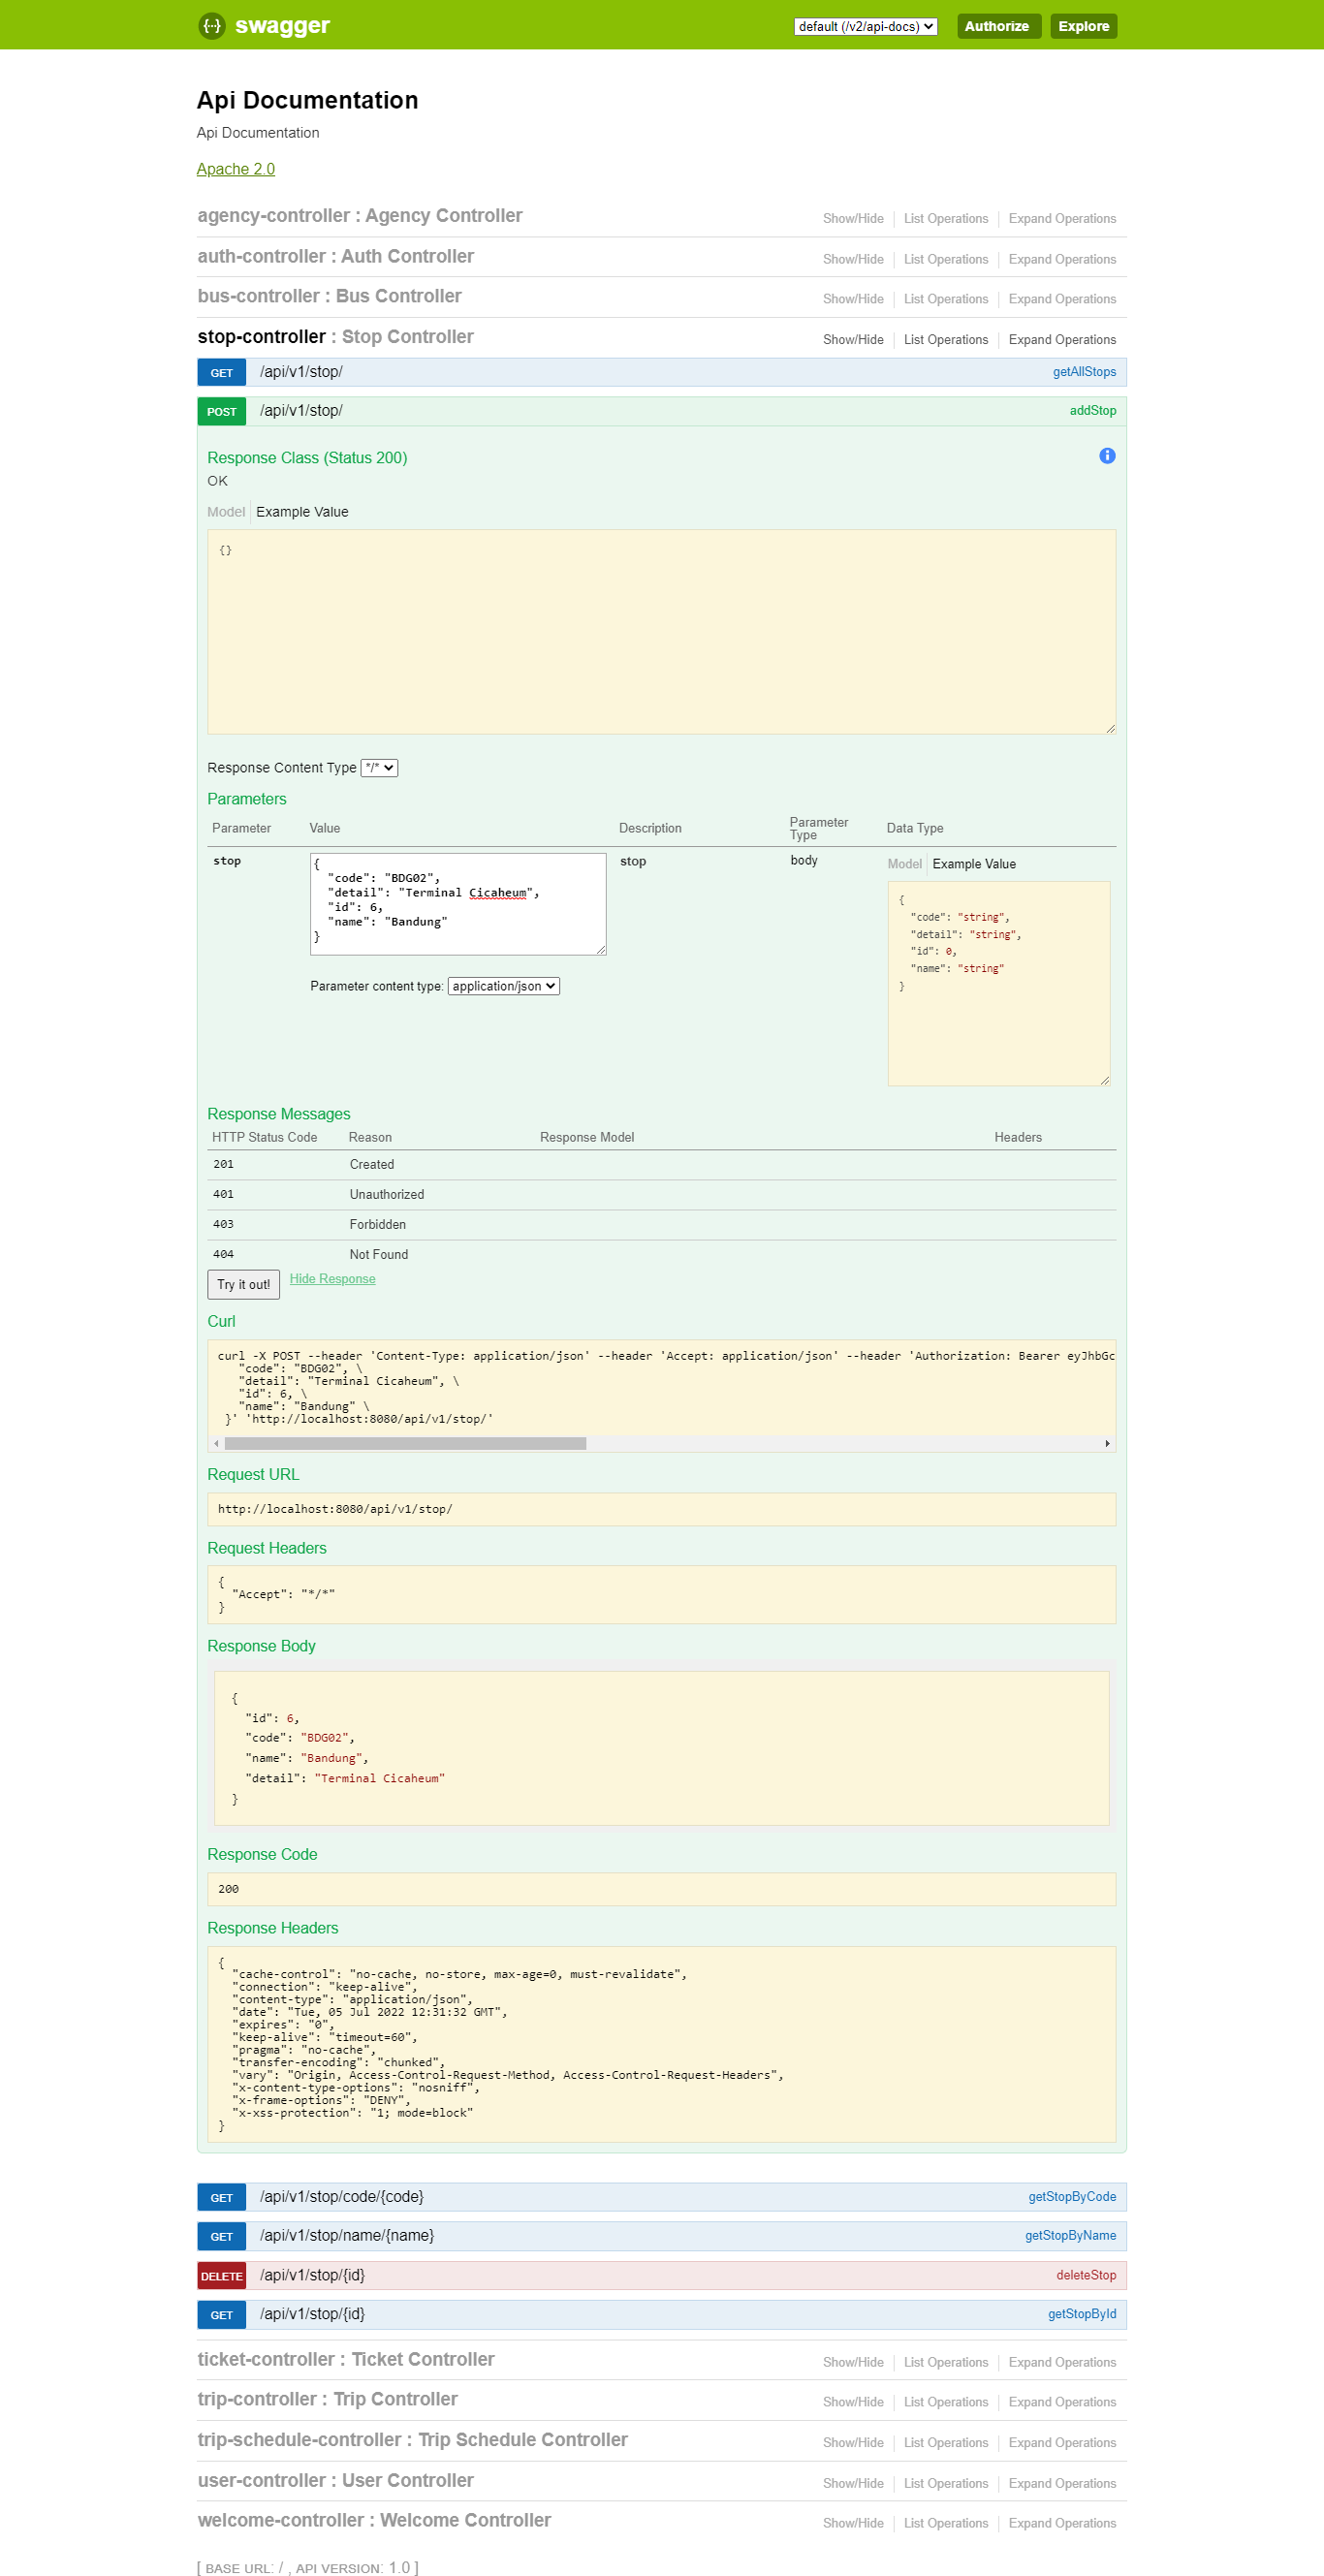 swagger default (/v2/api-docs) Authorize Explore
Api Documentation
Api Documentation
Apache 2.0
agency-controller : Agency Controller Show/Hide List Operations Expand Operations
auth-controller : Auth Controller Show/Hide List Operations Expand Operations
bus-controller : Bus Controller Show/Hide List Operations Expand Operations
stop-controller : Stop Controller Show/Hide List Operations Expand Operations
GET /api/v1/stop/ getAllStops
POST /api/v1/stop/ addStop
Response Class (Status 200)
OK
Model Example Value
{}
Response Content Type */*
Parameters
Parameter Value Description Parameter Type Data Type
stop
{
"code": "BDG02",
"detail": "Terminal Cicaheum",
"id": 6,
"name": "Bandung"
}
Parameter content type: application/json
stop
body
Model Example Value
{
"code": "string",
"detail": "string",
"id": 0,
"name": "string"
}
Response Messages
HTTP Status Code Reason Response Model Headers
201 Created
401 Unauthorized
403 Forbidden
404 Not Found
Try it out! Hide Response
Curl
curl -X POST --header 'Content-Type: application/json' --header 'Accept: application/json' --header 'Authorization: Bearer eyJhbGc
"code": "BDG02", \
"detail": "Terminal Cicaheum", \
"id": 6, \
"name": "Bandung" \
}' 'http://localhost:8080/api/v1/stop/'
Request URL
http://localhost:8080/api/v1/stop/
Request Headers
{
"Accept": "*/*"
}
Response Body
{
"id": 6,
"code": "BDG02",
"name": "Bandung",
"detail": "Terminal Cicaheum"
}
Response Code
200
Response Headers
{
"cache-control": "no-cache, no-store, max-age=0, must-revalidate",
"connection": "keep-alive",
"content-type": "application/json",
"date": "Tue, 05 Jul 2022 12:31:32 GMT",
"expires": "0",
"keep-alive": "timeout=60",
"pragma": "no-cache",
"transfer-encoding": "chunked",
"vary": "Origin, Access-Control-Request-Method, Access-Control-Request-Headers",
"x-content-type-options": "nosniff",
"x-frame-options": "DENY",
"x-xss-protection": "1; mode=block"
}
GET /api/v1/stop/code/{code} getStopByCode
GET /api/v1/stop/name/{name} getStopByName
DELETE /api/v1/stop/{id} deleteStop
GET /api/v1/stop/{id} getStopById
ticket-controller : Ticket Controller Show/Hide List Operations Expand Operations
trip-controller : Trip Controller Show/Hide List Operations Expand Operations
trip-schedule-controller : Trip Schedule Controller Show/Hide List Operations Expand Operations
user-controller : User Controller Show/Hide List Operations Expand Operations
welcome-controller : Welcome Controller Show/Hide List Operations Expand Operations
[ BASE URL: / , API VERSION: 1.0 ]